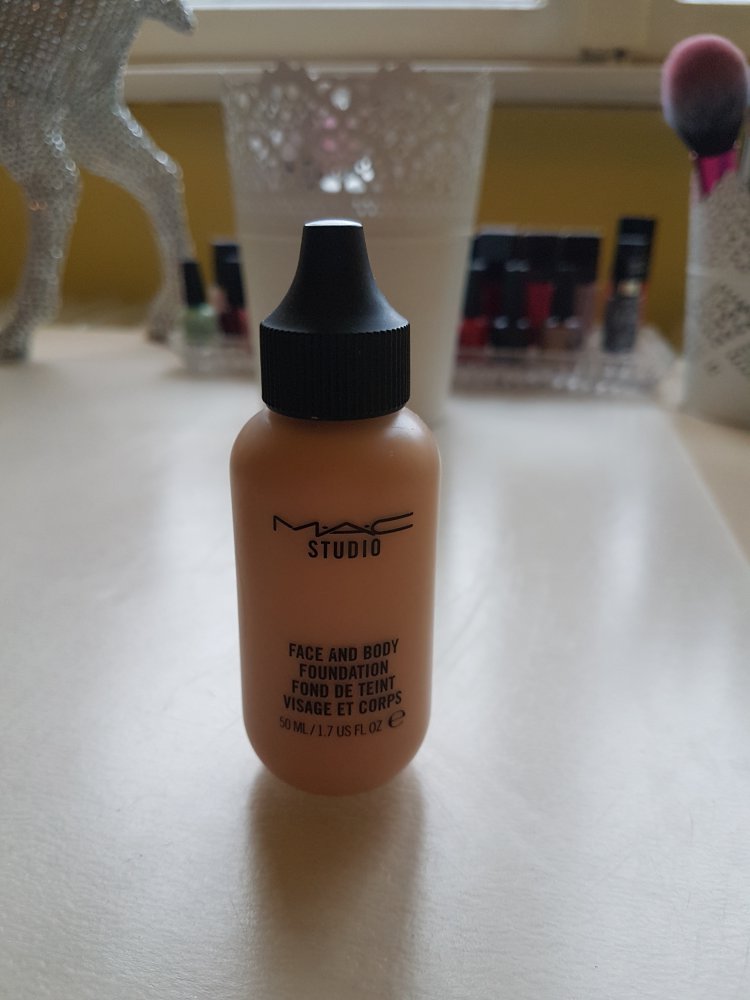 M·A·C
STUDIO
FACE AND BODY
FOUNDATION
FOND DE TEINT
VISAGE ET CORPS
50 ML / 1.7 US FL OZ ℮